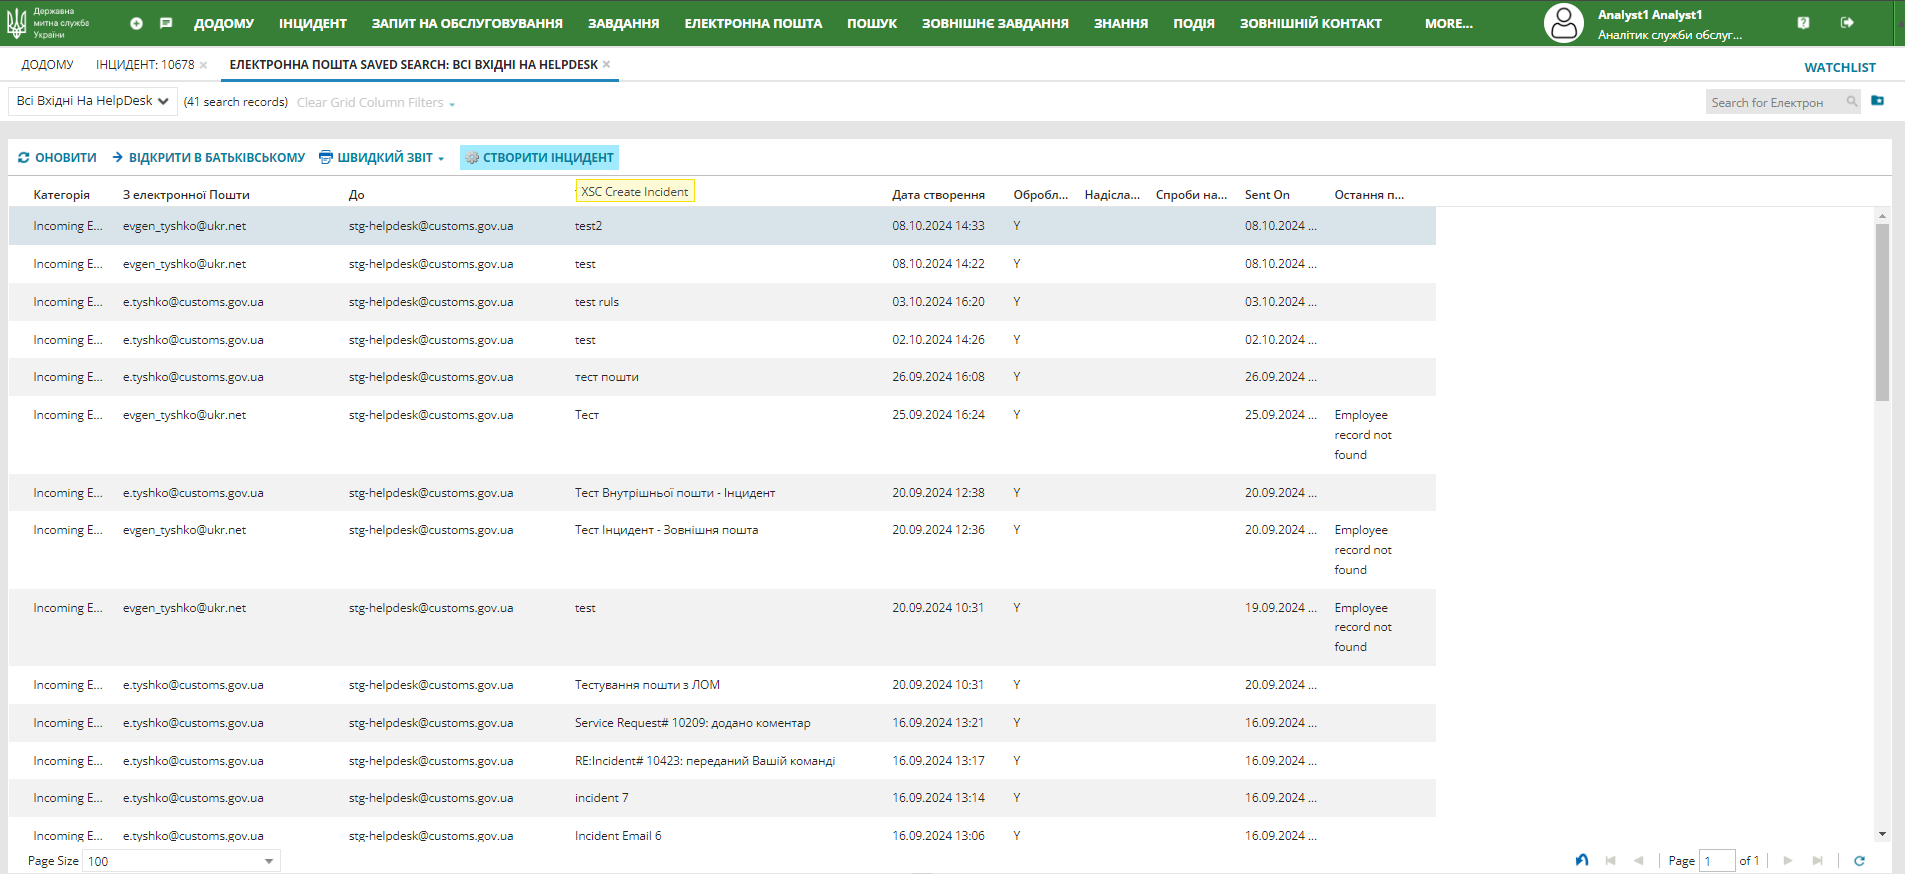 Державна
митна служба
України
ДОДОМУ ІНЦИДЕНТ ЗАПИТ НА ОБСЛУГОВУВАННЯ ЗАВДАННЯ ЕЛЕКТРОННА ПОШТА ПОШУК ЗОВНІШНЄ ЗАВДАННЯ ЗНАННЯ ПОДІЯ ЗОВНІШНІЙ КОНТАКТ MORE...
Analyst1 Analyst1
Аналітик служби обслуг...
ДОДОМУ ІНЦИДЕНТ: 10678 × ЕЛЕКТРОННА ПОШТА SAVED SEARCH: ВСІ ВХІДНІ НА HELPDESK ×
WATCHLIST
Всі Вхідні На HelpDesk (41 search records) Clear Grid Column Filters
Search for Електрон
ОНОВИТИ ВІДКРИТИ В БАТЬКІВСЬКОМУ ШВИДКИЙ ЗВІТ СТВОРИТИ ІНЦИДЕНТ
XSC Create Incident
Категорія З електронної Пошти До Дата створення Обробл... Надісла... Спроби на... Sent On Остання п...
Incoming E... evgen_tyshko@ukr.net stg-helpdesk@customs.gov.ua test2 08.10.2024 14:33 Y 08.10.2024 ...
Incoming E... evgen_tyshko@ukr.net stg-helpdesk@customs.gov.ua test 08.10.2024 14:22 Y 08.10.2024 ...
Incoming E... e.tyshko@customs.gov.ua stg-helpdesk@customs.gov.ua test ruls 03.10.2024 16:20 Y 03.10.2024 ...
Incoming E... e.tyshko@customs.gov.ua stg-helpdesk@customs.gov.ua test 02.10.2024 14:26 Y 02.10.2024 ...
Incoming E... e.tyshko@customs.gov.ua stg-helpdesk@customs.gov.ua тест пошти 26.09.2024 16:08 Y 26.09.2024 ...
Incoming E... evgen_tyshko@ukr.net stg-helpdesk@customs.gov.ua Тест 25.09.2024 16:24 Y 25.09.2024 ... Employee
record not
found
Incoming E... e.tyshko@customs.gov.ua stg-helpdesk@customs.gov.ua Тест Внутрішньої пошти - Інцидент 20.09.2024 12:38 Y 20.09.2024 ...
Incoming E... evgen_tyshko@ukr.net stg-helpdesk@customs.gov.ua Тест Інцидент - Зовнішня пошта 20.09.2024 12:36 Y 20.09.2024 ... Employee
record not
found
Incoming E... evgen_tyshko@ukr.net stg-helpdesk@customs.gov.ua test 20.09.2024 10:31 Y 19.09.2024 ... Employee
record not
found
Incoming E... e.tyshko@customs.gov.ua stg-helpdesk@customs.gov.ua Тестування пошти з ЛОМ 20.09.2024 10:31 Y 20.09.2024 ...
Incoming E... e.tyshko@customs.gov.ua stg-helpdesk@customs.gov.ua Service Request# 10209: додано коментар 16.09.2024 13:21 Y 16.09.2024 ...
Incoming E... e.tyshko@customs.gov.ua stg-helpdesk@customs.gov.ua RE:Incident# 10423: переданий Вашій команді 16.09.2024 13:17 Y 16.09.2024 ...
Incoming E... e.tyshko@customs.gov.ua stg-helpdesk@customs.gov.ua incident 7 16.09.2024 13:14 Y 16.09.2024 ...
Incoming E... e.tyshko@customs.gov.ua stg-helpdesk@customs.gov.ua Incident Email 6 16.09.2024 13:06 Y 16.09.2024 ...
Page Size 100 Page 1 of 1